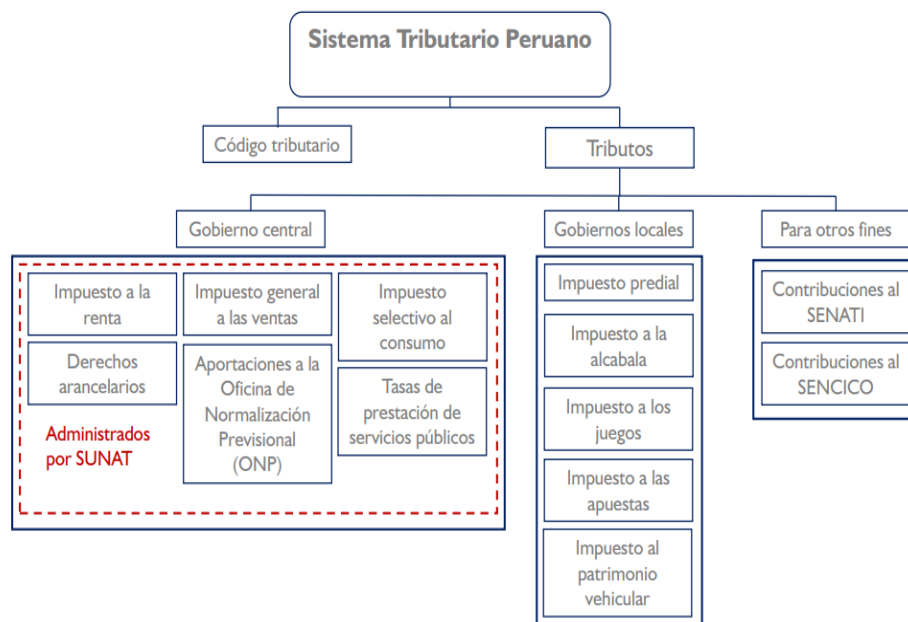 Sistema Tributario Peruano
Código tributario
Tributos
Gobierno central
Gobiernos locales
Para otros fines
Impuesto a la
renta
Impuesto general
a las ventas
Impuesto
selectivo al
consumo
Derechos
arancelarios
Aportaciones a la
Oficina de
Normalización
Previsional
(ONP)
Tasas de
prestación de
servicios públicos
Administrados
por SUNAT
Impuesto predial
Impuesto a la
alcabala
Impuesto a los
juegos
Impuesto a las
apuestas
Impuesto al
patrimonio
vehicular
Contribuciones al
SENATI
Contribuciones al
SENCICO